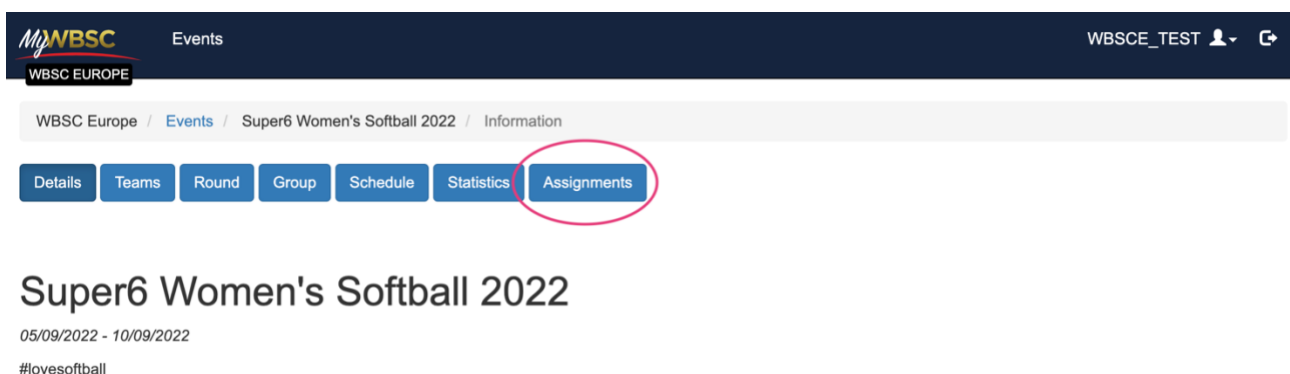 MyWBSC Events WBSCE_TEST
WBSC EUROPE
WBSC Europe / Events / Super6 Women's Softball 2022 / Information
Details Teams Round Group Schedule Statistics Assignments
Super6 Women's Softball 2022
05/09/2022 - 10/09/2022
#lovesoftball